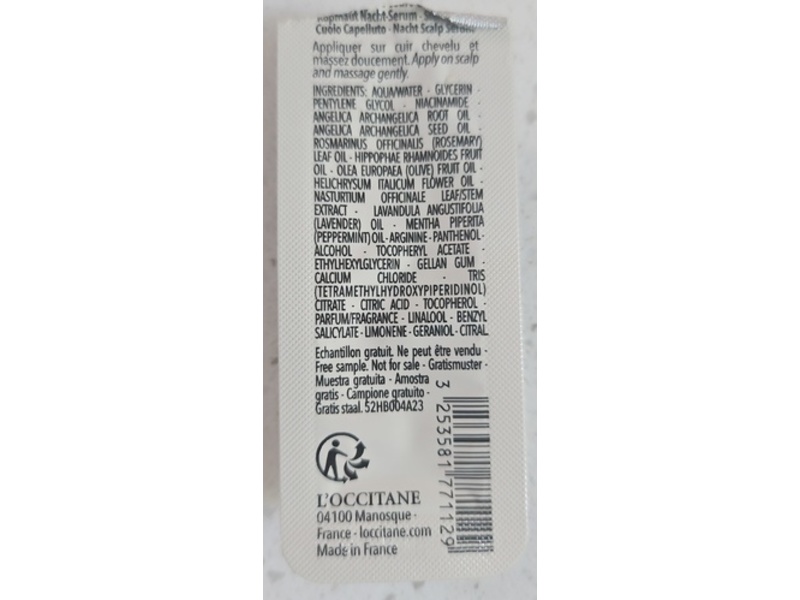 Kopfhaut Nacht-Serum -
Cuoio Capelluto - Nacht Scalp Serum
Appliquer sur cuir chevelu et
massez doucement. Apply on scalp
and massage gently.
INGREDIENTS: AQUA/WATER - GLYCERIN -
PENTYLENE GLYCOL - NIACINAMIDE -
ANGELICA ARCHANGELICA ROOT OIL -
ANGELICA ARCHANGELICA SEED OIL -
ROSMARINUS OFFICINALIS (ROSEMARY)
LEAF OIL - HIPPOPHAE RHAMNOIDES FRUIT
OIL - OLEA EUROPAEA (OLIVE) FRUIT OIL -
HELICHRYSUM ITALICUM FLOWER OIL -
NASTURTIUM OFFICINALE LEAF/STEM
EXTRACT - LAVANDULA ANGUSTIFOLIA
(LAVENDER) OIL - MENTHA PIPERITA
(PEPPERMINT) OIL - ARGININE - PANTHENOL -
ALCOHOL - TOCOPHERYL ACETATE -
ETHYLHEXYLGLYCERIN - GELLAN GUM -
CALCIUM CHLORIDE - TRIS
(TETRAMETHYLHYDROXYPIPERIDINOL)
CITRATE - CITRIC ACID - TOCOPHEROL -
PARFUM/FRAGRANCE - LINALOOL - BENZYL
SALICYLATE - LIMONENE - GERANIOL - CITRAL.
Echantillon gratuit. Ne peut être vendu -
Free sample. Not for sale - Gratismuster -
Muestra gratuita - Amostra
gratis - Campione gratuito -
Gratis staal. 52HB004A23
3 253581 771129
L'OCCITANE
04100 Manosque -
France - loccitane.com
Made in France